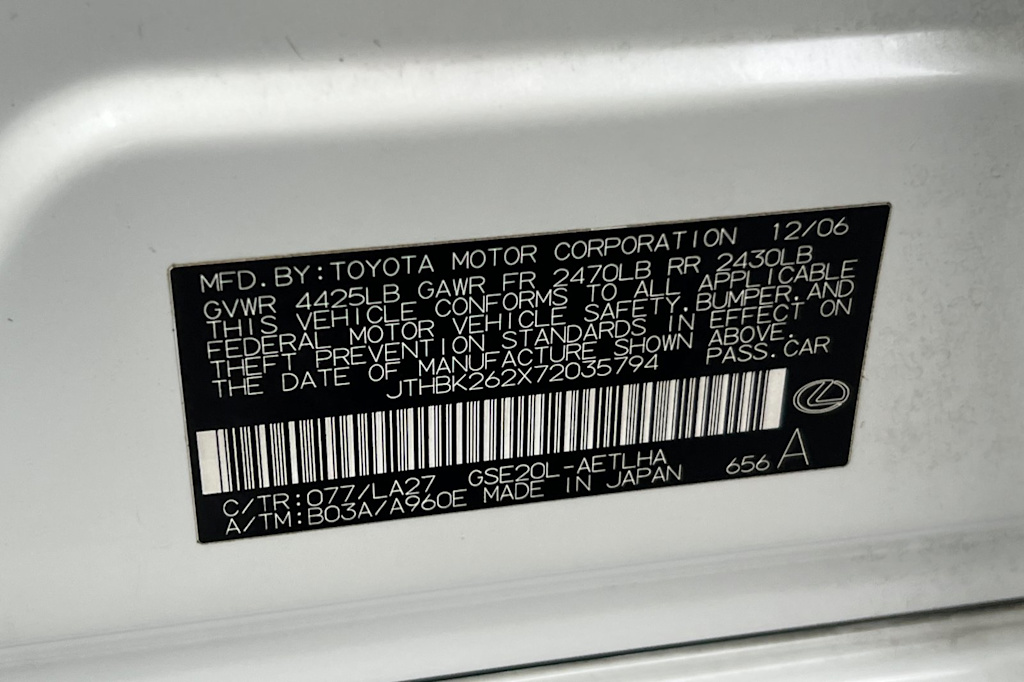 MFD.BY:TOYOTA MOTOR CORPORATION 12/06
GVWR 4425LB GAWR FR 2470LB RR 2430LB
THIS VEHICLE CONFORMS TO ALL APPLICABLE
FEDERAL MOTOR VEHICLE SAFETY,BUMPER,AND
THEFT PREVENTION STANDARDS IN EFFECT ON
THE DATE OF MANUFACTURE SHOWN ABOVE.
JTHBK262X72035794 PASS.CAR
C/TR:077/LA27 GSE20L-AETLHA 656 A
A/TM:B03A/A960E MADE IN JAPAN